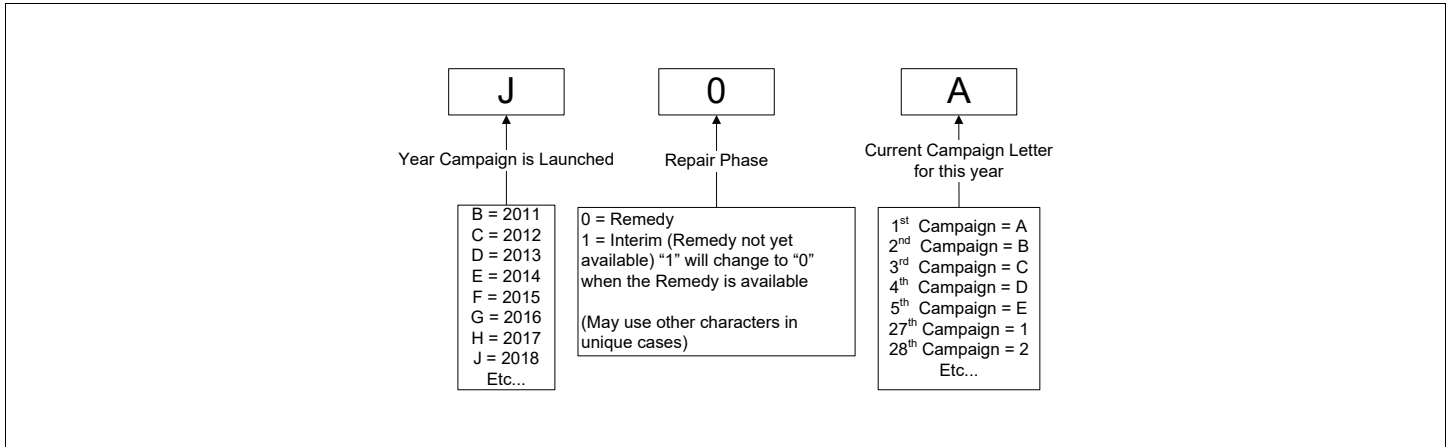 J
0
A
Year Campaign is Launched
Repair Phase
Current Campaign Letter
for this year
B = 2011
C = 2012
D = 2013
E = 2014
F = 2015
G = 2016
H = 2017
J = 2018
Etc...
0 = Remedy
1 = Interim (Remedy not yet
available) “1” will change to “0”
when the Remedy is available
(May use other characters in
unique cases)
1st Campaign = A
2nd Campaign = B
3rd Campaign = C
4th Campaign = D
5th Campaign = E
27th Campaign = 1
28th Campaign = 2
Etc...